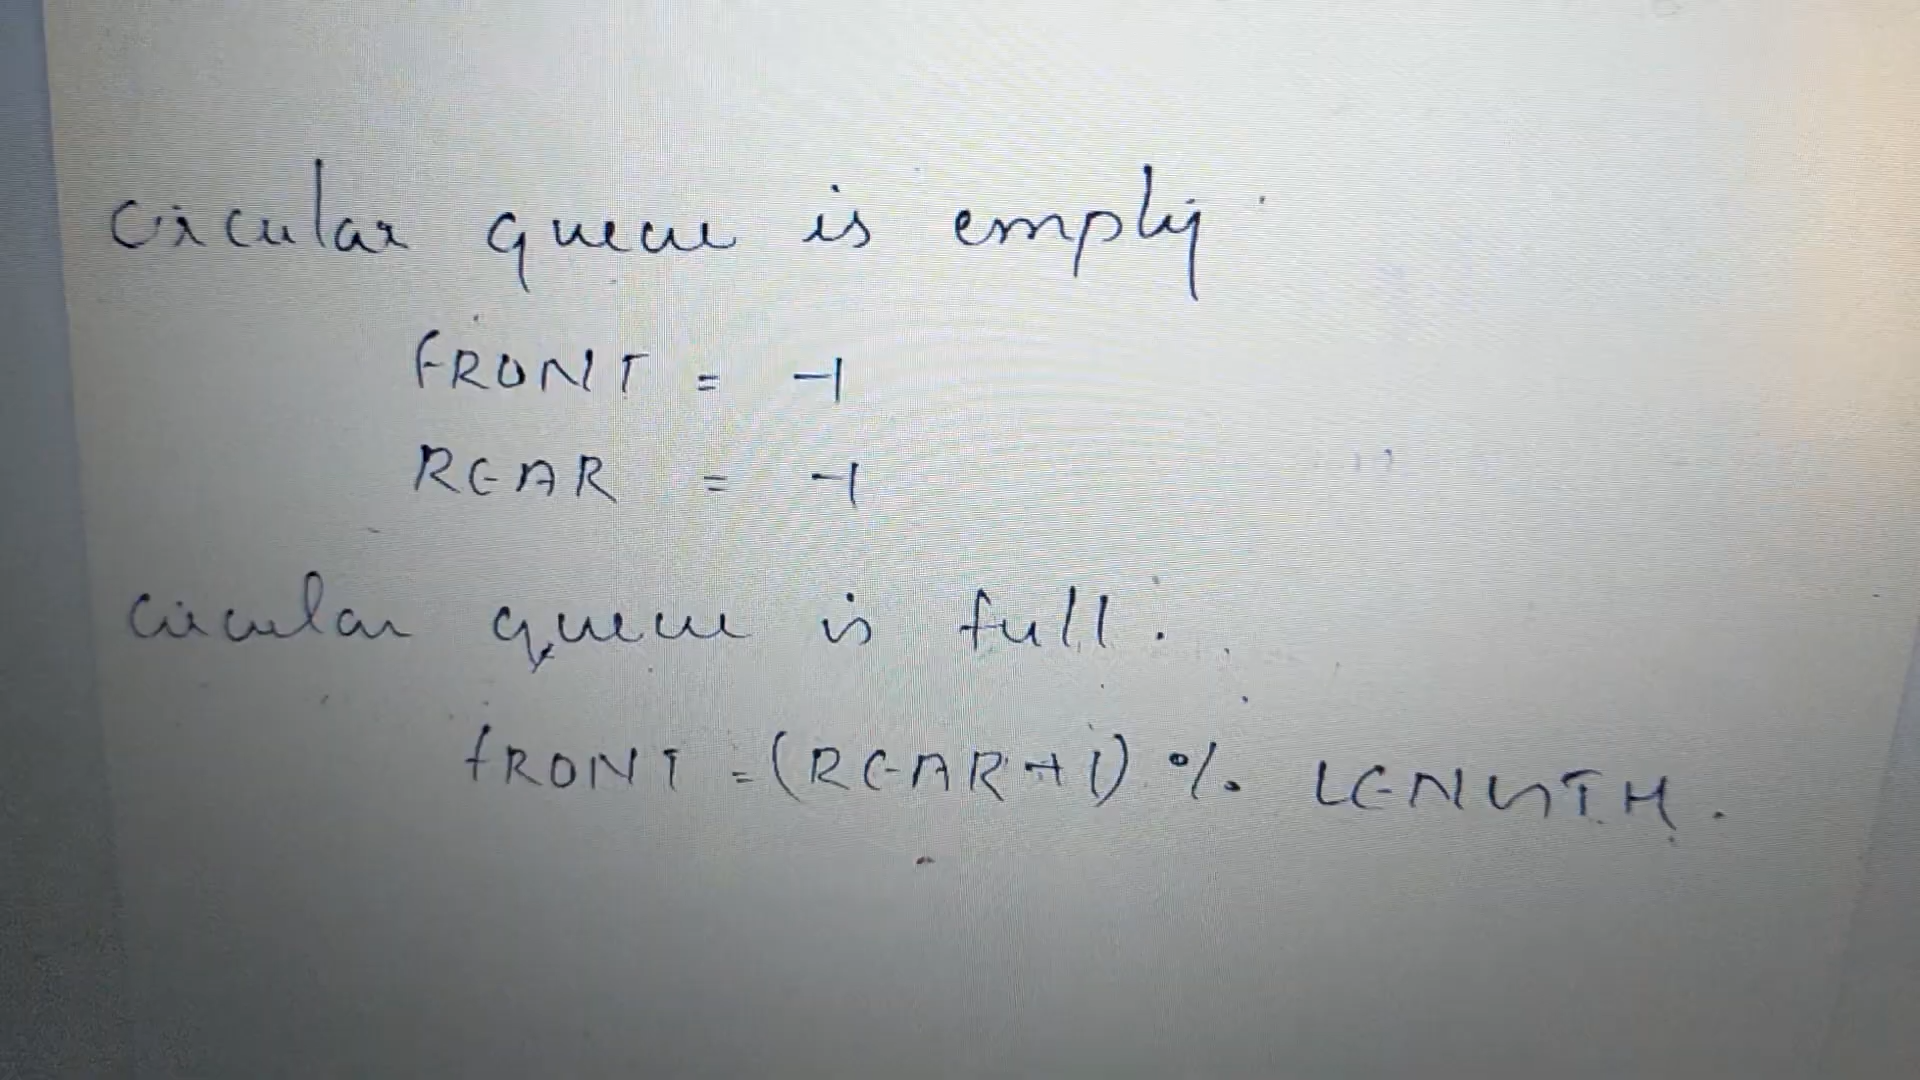 circular queue is empty
FRONT = -1
REAR = -1
circular queue is full.
fRONT = (REAR+1) % LENGTH.